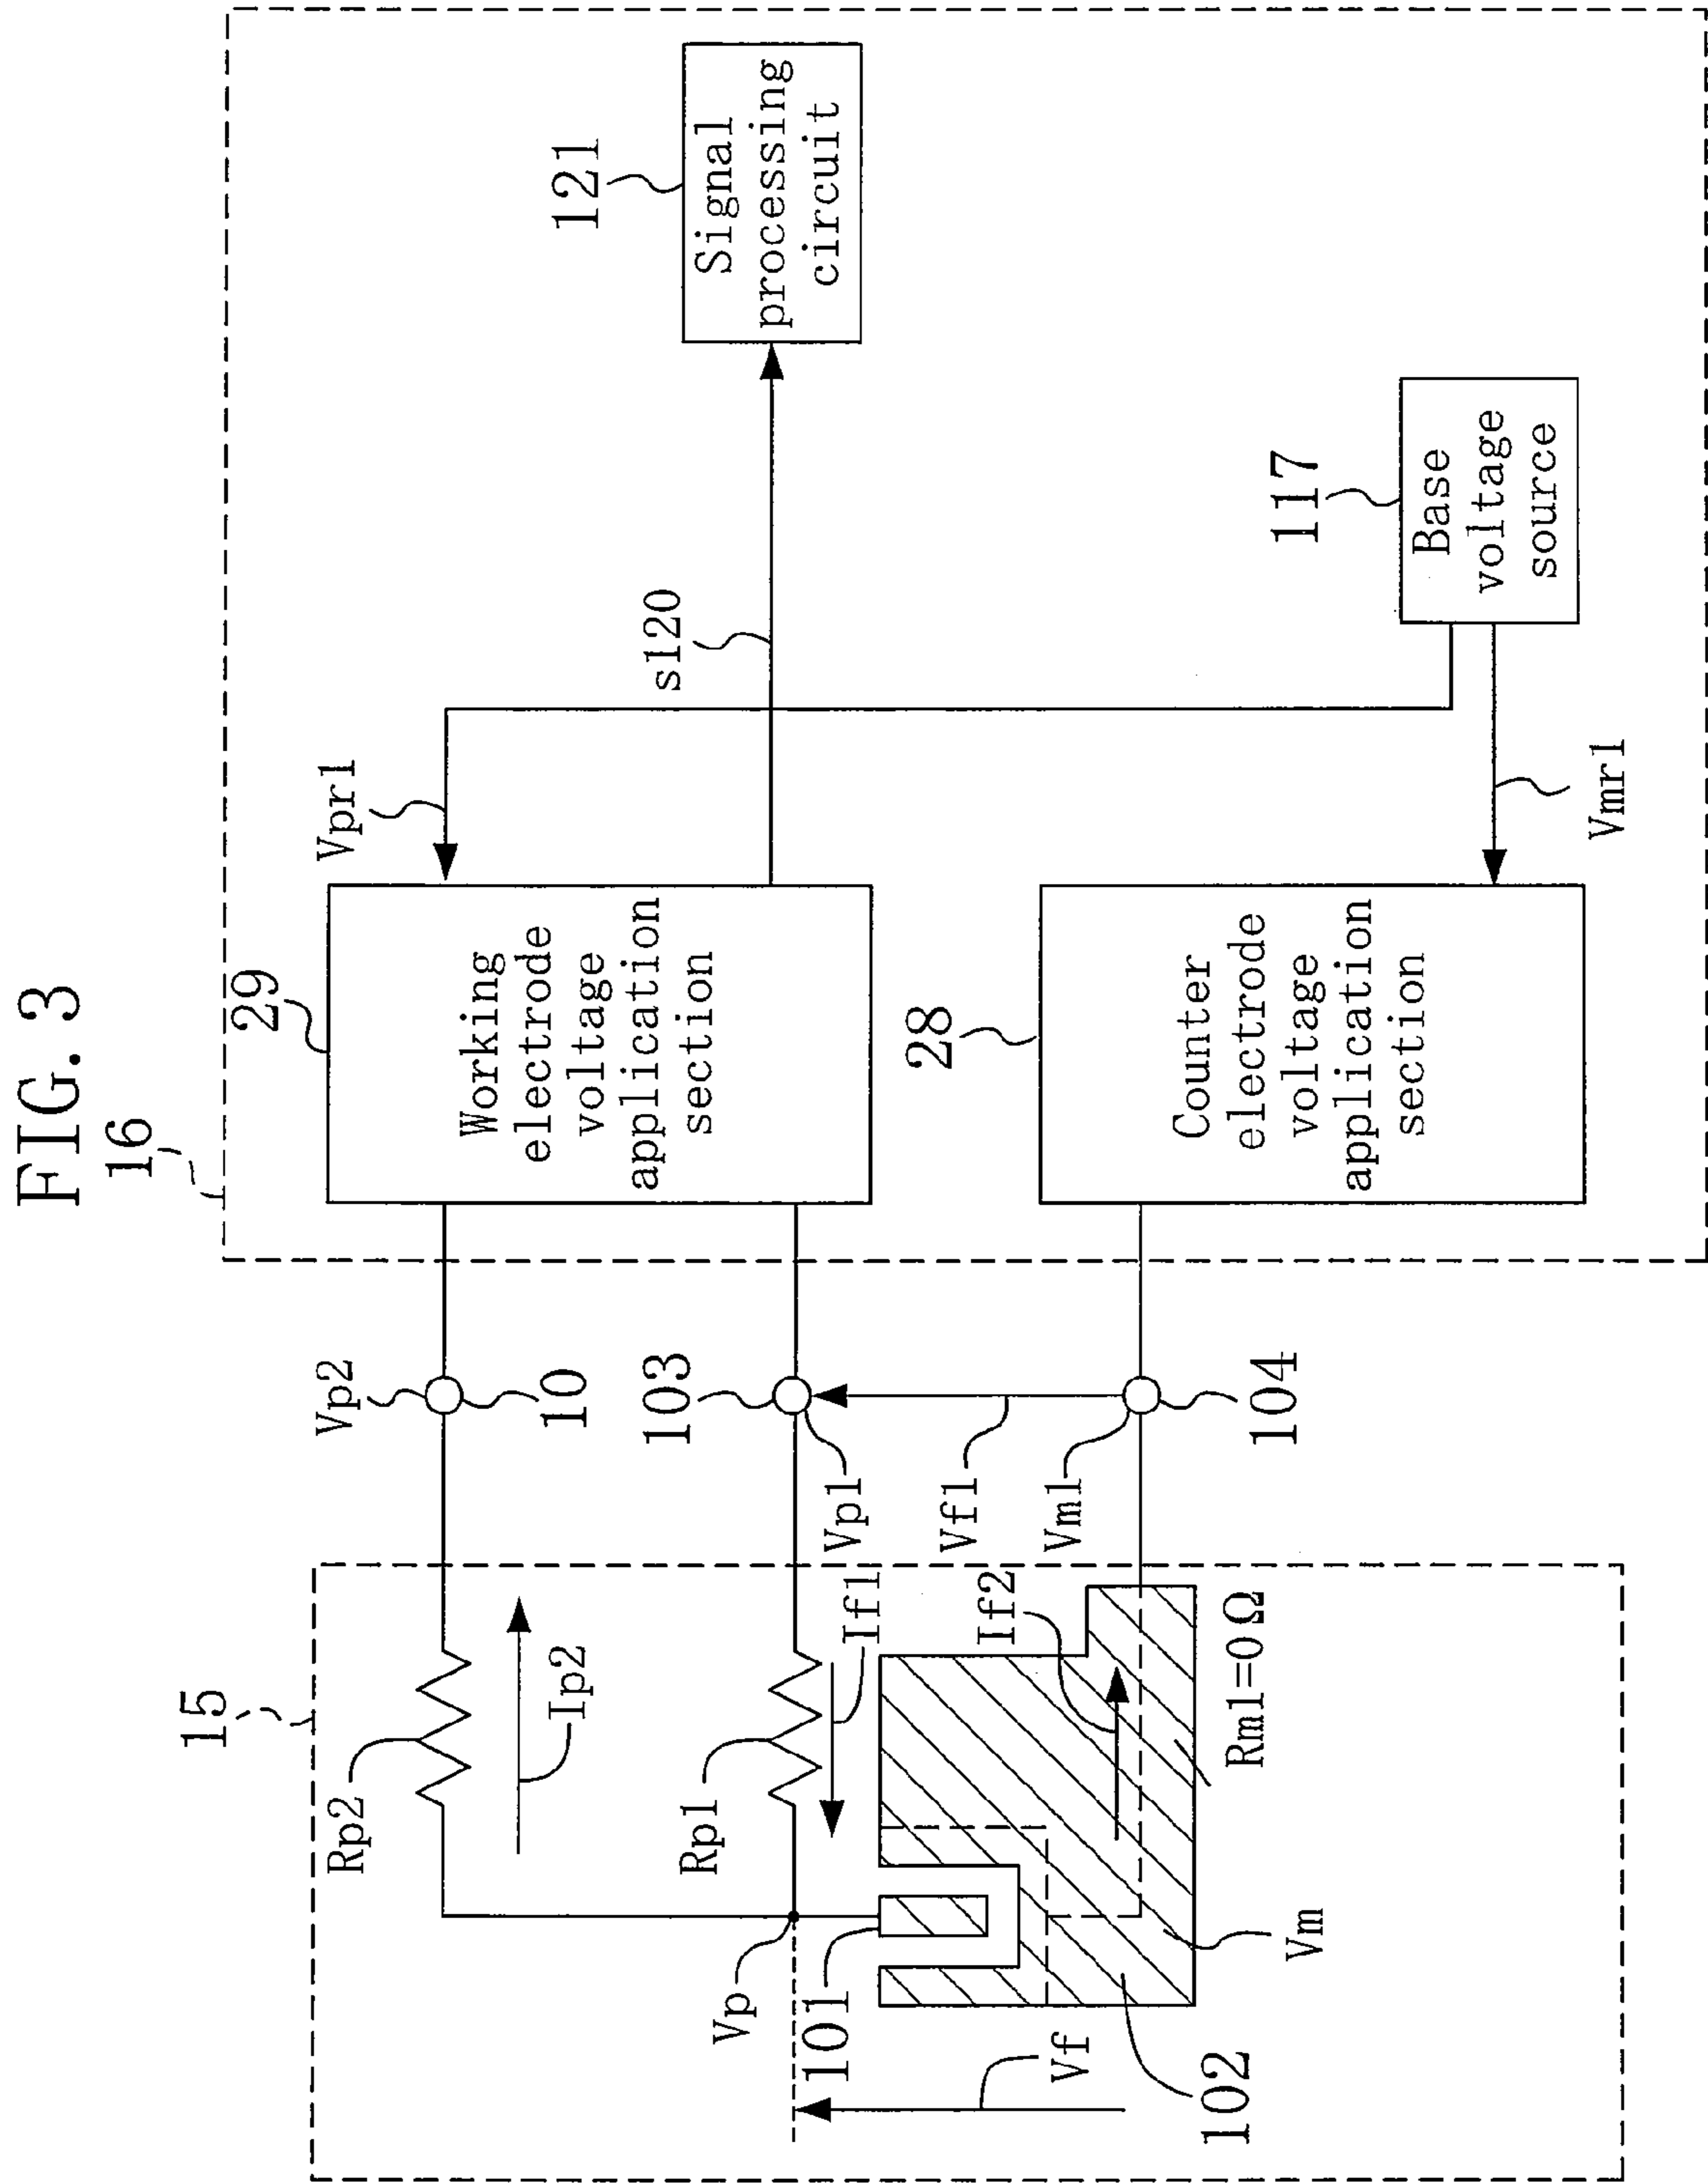 FIG. 3
16
15
29
Vpr1
Rp2
Ip2
Vp2
10
Working
electrode
voltage
application
section
s120
121
Signal
processing
circuit
Rp1
If1
103
Vp1
Vp
101
Vf
Vf1
28
Counter
electrode
voltage
application
section
If2
Vm1
104
117
Base
voltage
source
102
Vm
Rm1=0Ω
Vmr1